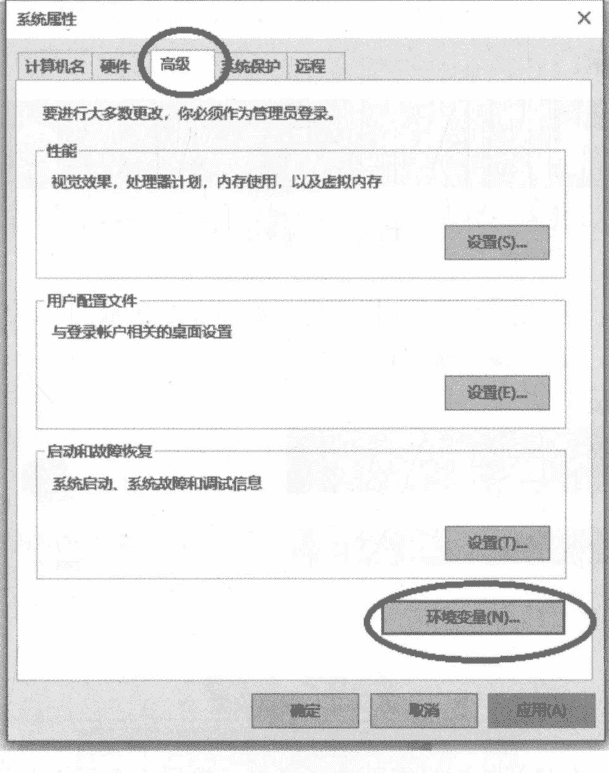 系统属性
计算机名 硬件 高级 系统保护 远程
要进行大多数更改，你必须作为管理员登录。
性能
视觉效果，处理器计划，内存使用，以及虚拟内存
设置(S)...
用户配置文件
与登录帐户相关的桌面设置
设置(E)...
启动和故障恢复
系统启动、系统故障和调试信息
设置(T)...
环境变量(N)...
确定 取消 应用(A)